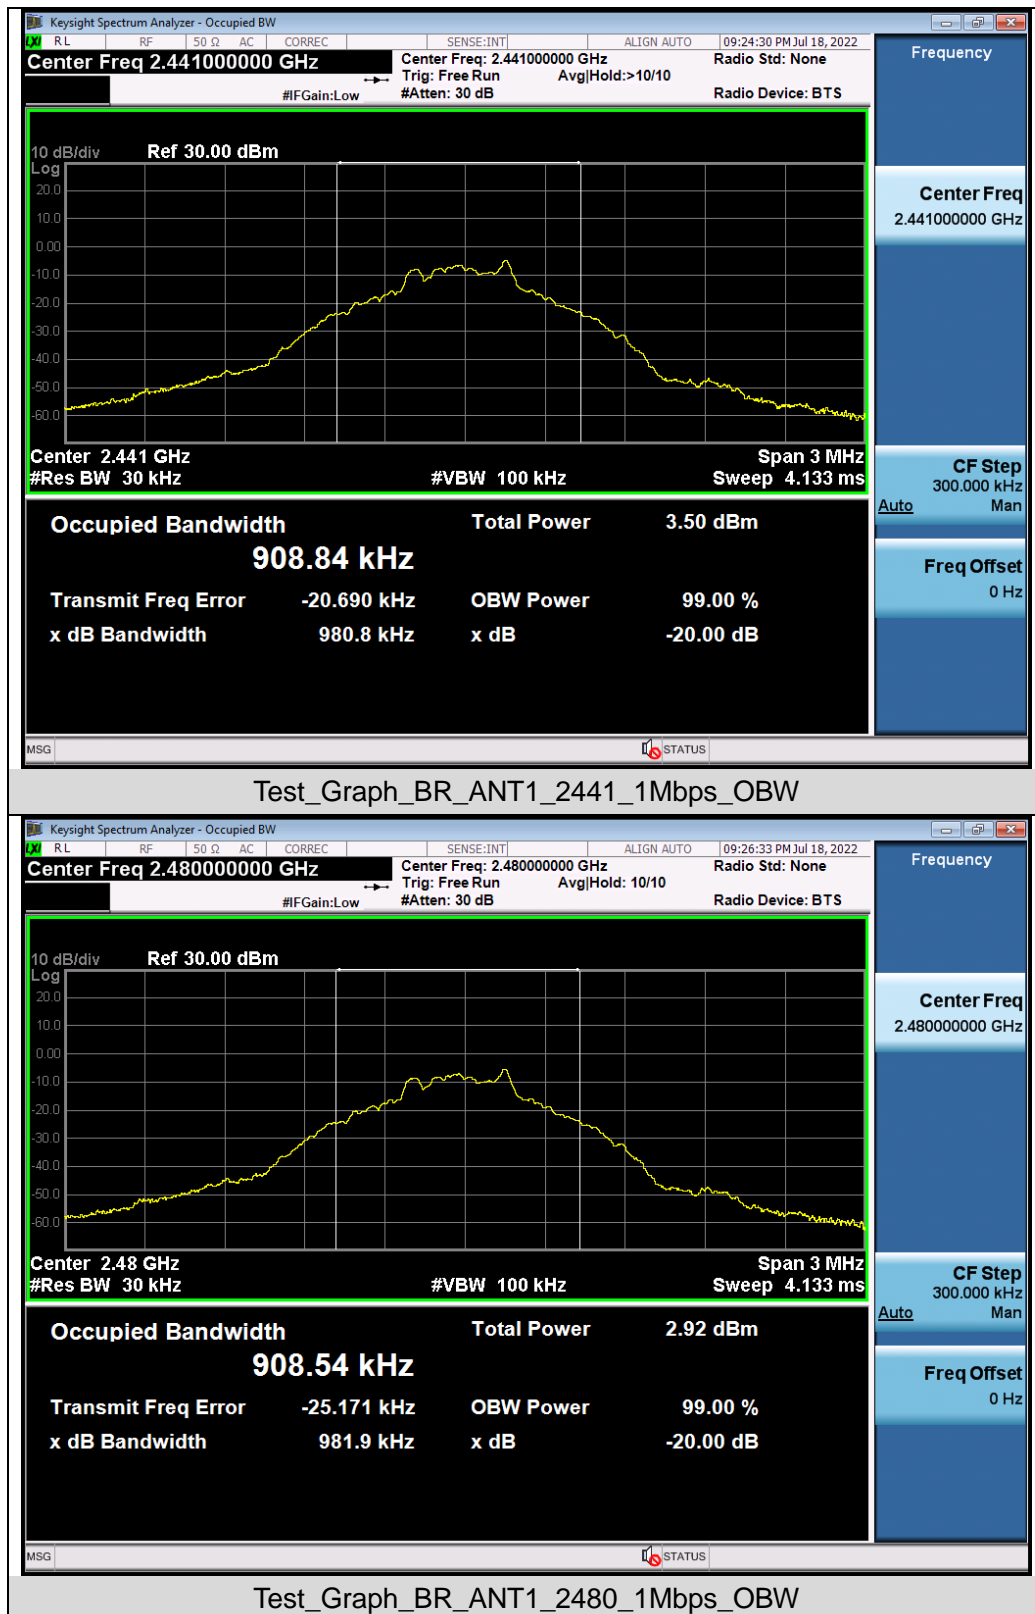 Keysight Spectrum Analyzer - Occupied BW
LXI RL RF 50 Ω AC CORREC SENSE:INT ALIGN AUTO 09:24:30 PM Jul 18, 2022
Center Freq 2.441000000 GHz
Center Freq: 2.441000000 GHz Radio Std: None
Trig: Free Run Avg|Hold:>10/10
#IFGain:Low #Atten: 30 dB Radio Device: BTS
Frequency
10 dB/div Ref 30.00 dBm
Log
20.0
10.0
0.00
-10.0
-20.0
-30.0
-40.0
-50.0
-60.0
Center Freq
2.441000000 GHz
Center 2.441 GHz Span 3 MHz
#Res BW 30 kHz #VBW 100 kHz Sweep 4.133 ms
CF Step
300.000 kHz
Auto Man
Occupied Bandwidth Total Power 3.50 dBm
908.84 kHz
Transmit Freq Error -20.690 kHz OBW Power 99.00 %
x dB Bandwidth 980.8 kHz x dB -20.00 dB
Freq Offset
0 Hz
MSG STATUS
Test_Graph_BR_ANT1_2441_1Mbps_OBW
Keysight Spectrum Analyzer - Occupied BW
LXI RL RF 50 Ω AC CORREC SENSE:INT ALIGN AUTO 09:26:33 PM Jul 18, 2022
Center Freq 2.480000000 GHz
Center Freq: 2.480000000 GHz Radio Std: None
Trig: Free Run Avg|Hold: 10/10
#IFGain:Low #Atten: 30 dB Radio Device: BTS
Frequency
10 dB/div Ref 30.00 dBm
Log
20.0
10.0
0.00
-10.0
-20.0
-30.0
-40.0
-50.0
-60.0
Center Freq
2.480000000 GHz
Center 2.48 GHz Span 3 MHz
#Res BW 30 kHz #VBW 100 kHz Sweep 4.133 ms
CF Step
300.000 kHz
Auto Man
Occupied Bandwidth Total Power 2.92 dBm
908.54 kHz
Transmit Freq Error -25.171 kHz OBW Power 99.00 %
x dB Bandwidth 981.9 kHz x dB -20.00 dB
Freq Offset
0 Hz
MSG STATUS
Test_Graph_BR_ANT1_2480_1Mbps_OBW